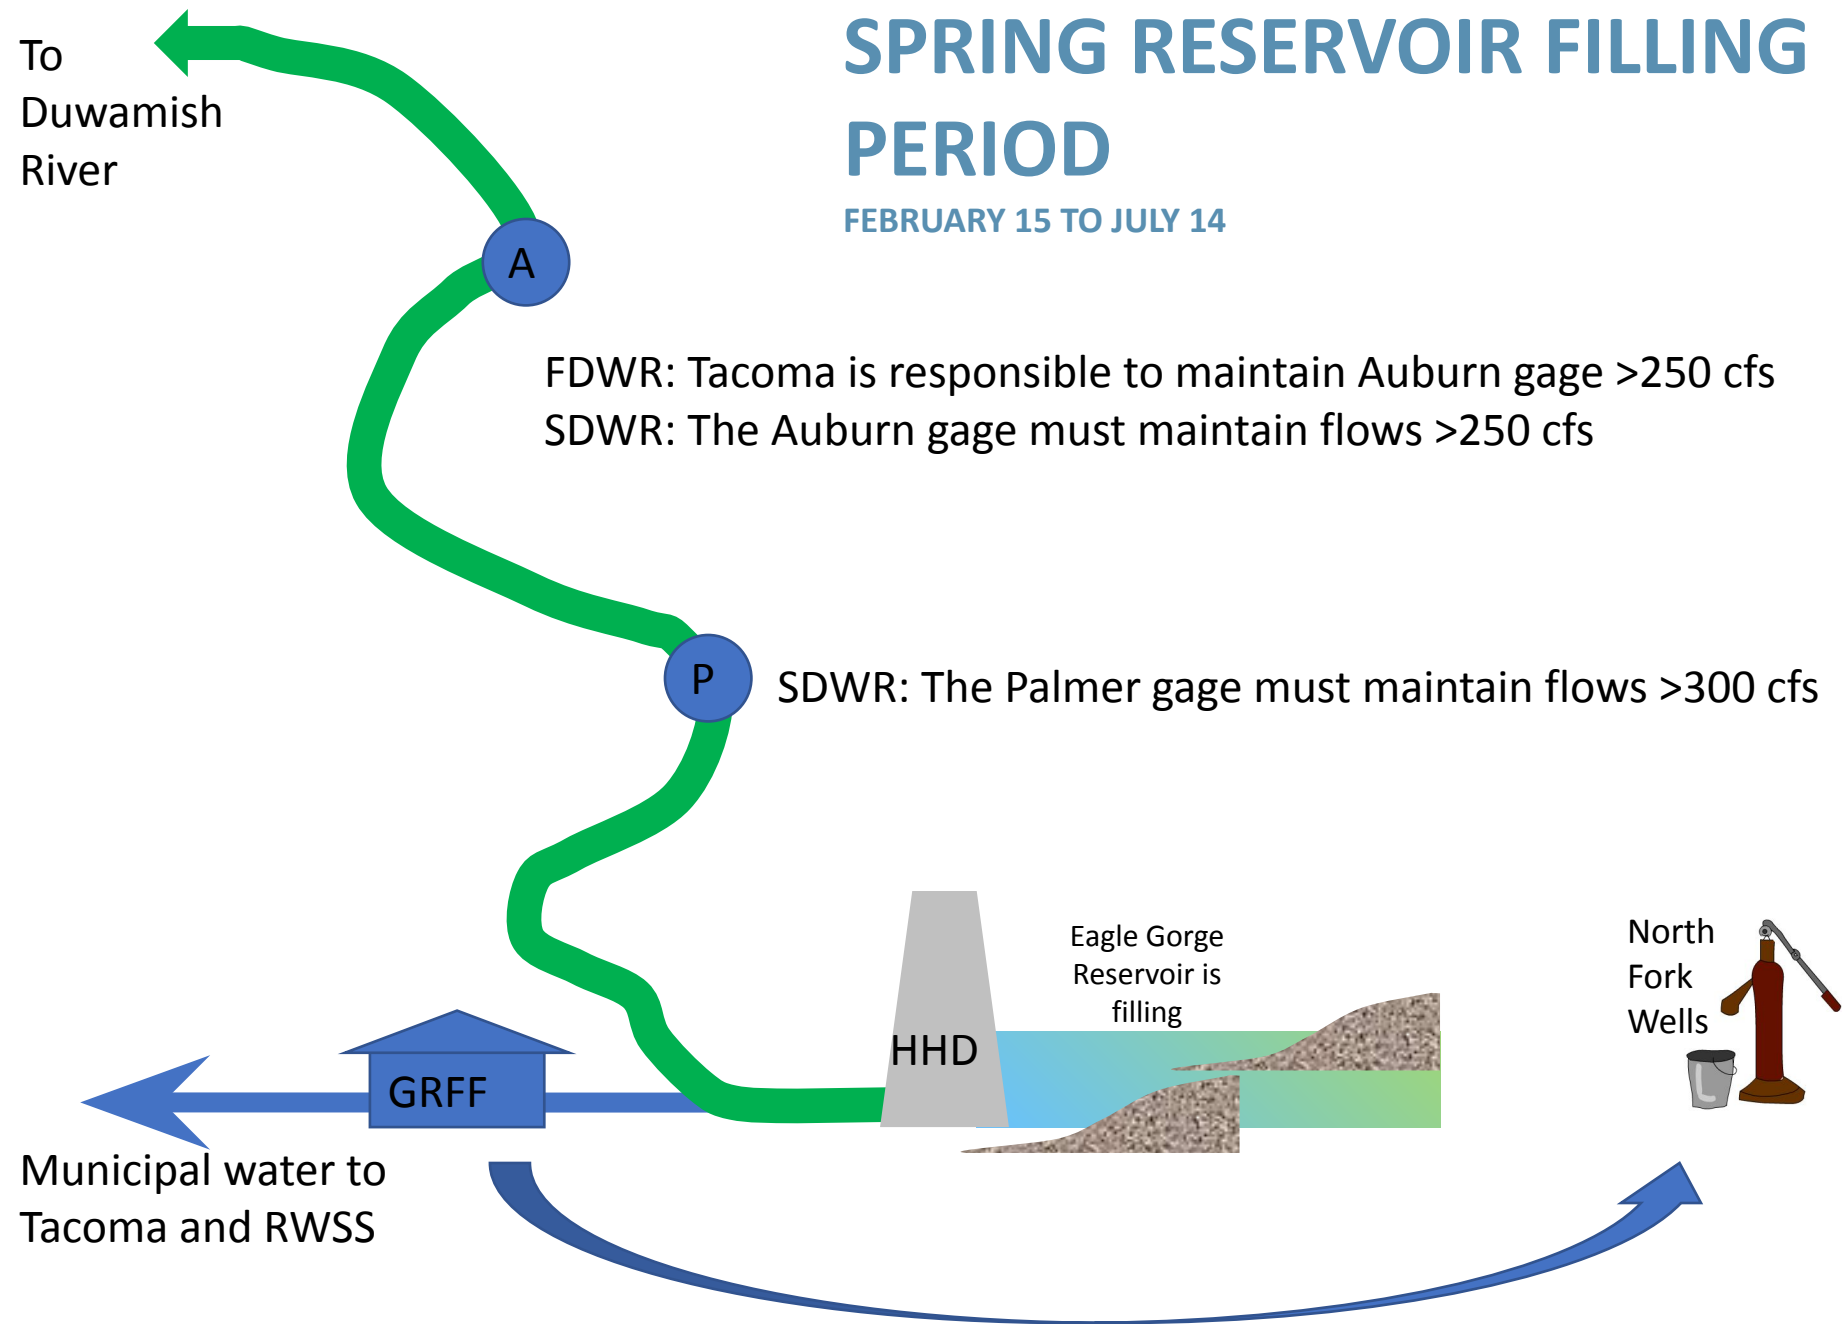 SPRING RESERVOIR FILLING
PERIOD
FEBRUARY 15 TO JULY 14
To
Duwamish
River
A
FDWR: Tacoma is responsible to maintain Auburn gage >250 cfs
SDWR: The Auburn gage must maintain flows >250 cfs
P
SDWR: The Palmer gage must maintain flows >300 cfs
Eagle Gorge
Reservoir is
filling
HHD
North
Fork
Wells
GRFF
Municipal water to
Tacoma and RWSS